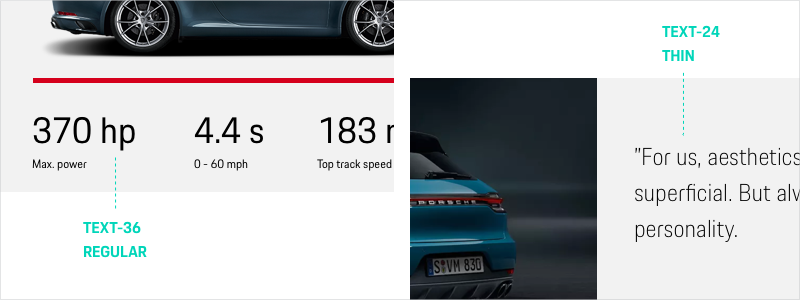 370 hp
4.4 s
183
Max. power
0 - 60 mph
Top track speed
TEXT-36
REGULAR
TEXT-24
THIN
"For us, aesthetics
superficial. But
personality.
PORSCHE
S VM 830